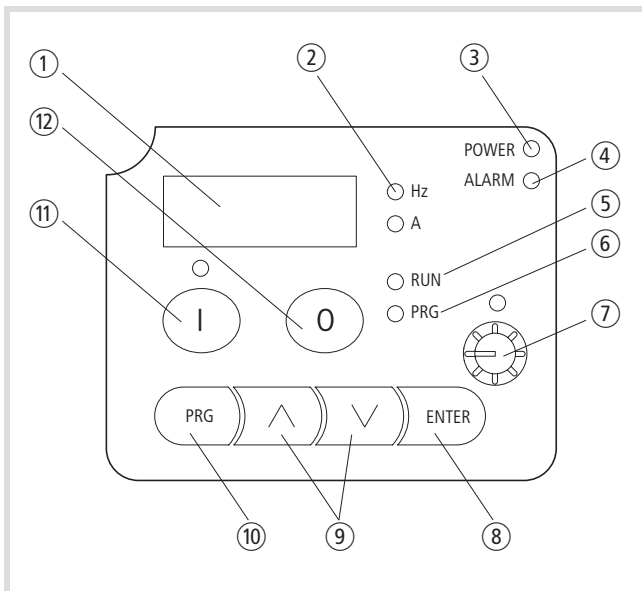 ① ② ③
⑫ POWER ④
ALARM
Hz
⑪ A ⑤
RUN ⑥
PRG ⑦
I 0
PRG ∧ ∨ ENTER
⑩ ⑨ ⑧